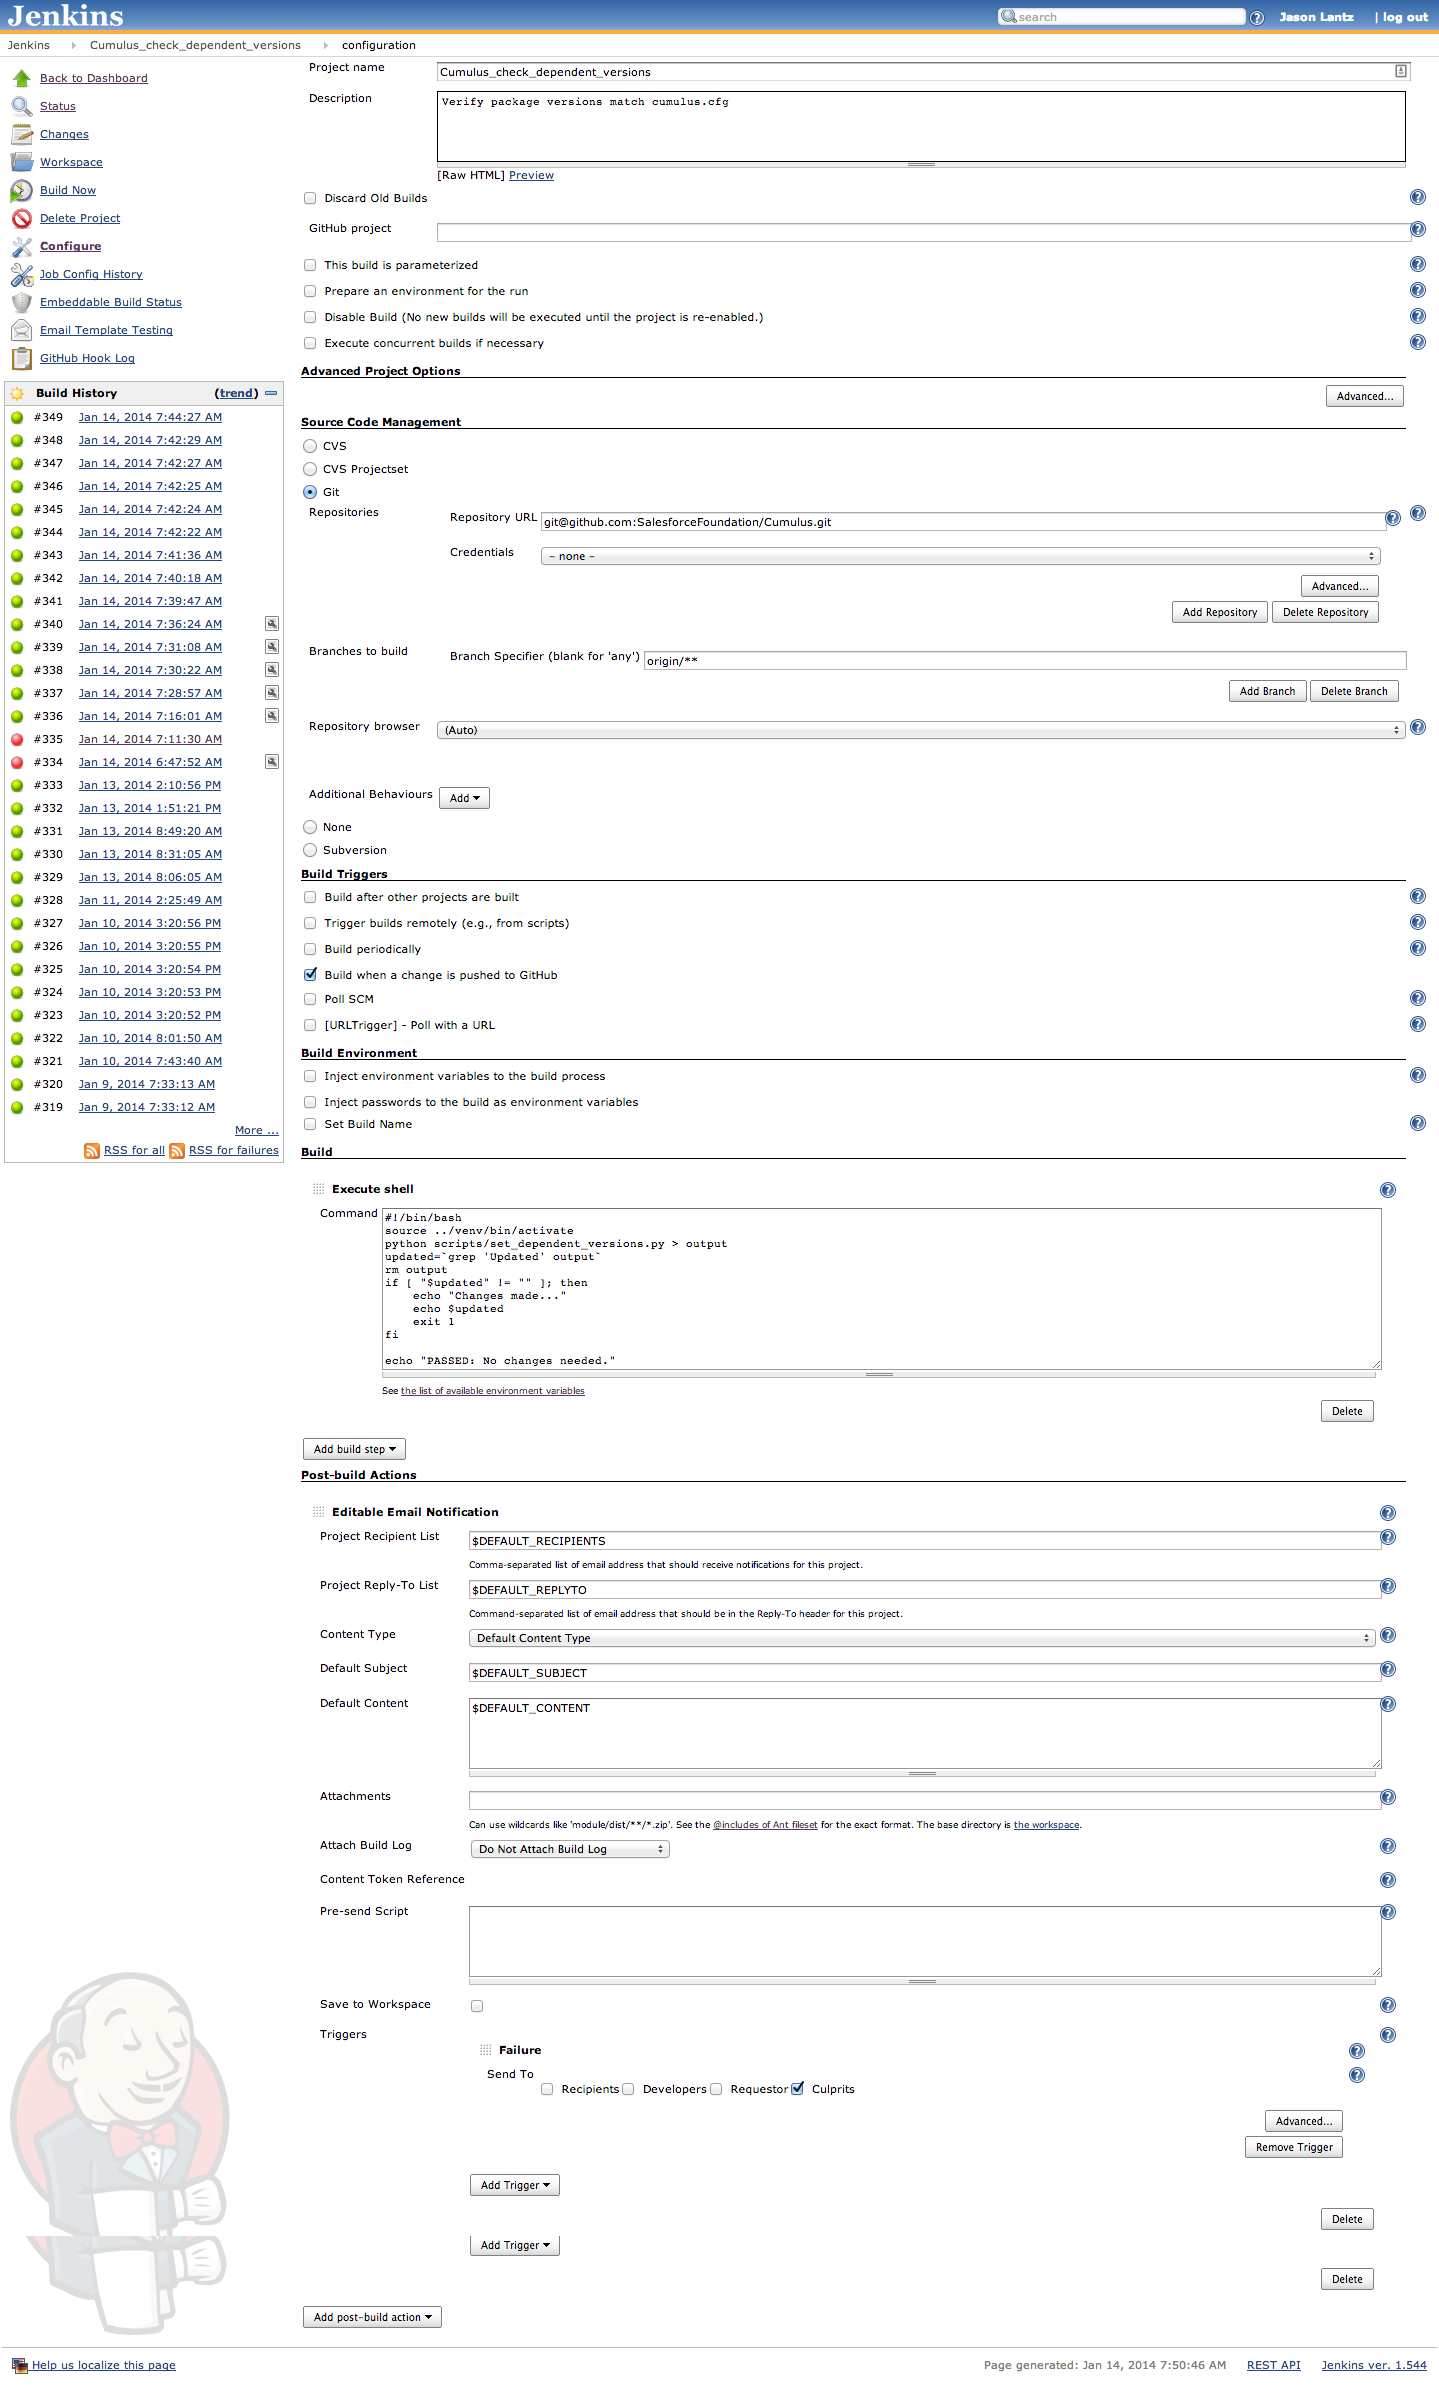 Jenkins
search
Jason Lantz | log out
Jenkins Cumulus_check_dependent_versions configuration
Back to Dashboard
Status
Changes
Workspace
Build Now
Delete Project
Configure
Job Config History
Embeddable Build Status
Email Template Testing
GitHub Hook Log
Build History (trend)
#349 Jan 14, 2014 7:44:27 AM
#348 Jan 14, 2014 7:42:29 AM
#347 Jan 14, 2014 7:42:27 AM
#346 Jan 14, 2014 7:42:25 AM
#345 Jan 14, 2014 7:42:24 AM
#344 Jan 14, 2014 7:42:22 AM
#343 Jan 14, 2014 7:41:36 AM
#342 Jan 14, 2014 7:40:18 AM
#341 Jan 14, 2014 7:39:47 AM
#340 Jan 14, 2014 7:36:24 AM
#339 Jan 14, 2014 7:31:08 AM
#338 Jan 14, 2014 7:30:22 AM
#337 Jan 14, 2014 7:28:57 AM
#336 Jan 14, 2014 7:16:01 AM
#335 Jan 14, 2014 7:11:30 AM
#334 Jan 14, 2014 6:47:52 AM
#333 Jan 13, 2014 2:10:56 PM
#332 Jan 13, 2014 1:51:21 PM
#331 Jan 13, 2014 8:49:20 AM
#330 Jan 13, 2014 8:31:05 AM
#329 Jan 13, 2014 8:06:05 AM
#328 Jan 11, 2014 2:25:49 AM
#327 Jan 10, 2014 3:20:56 PM
#326 Jan 10, 2014 3:20:55 PM
#325 Jan 10, 2014 3:20:54 PM
#324 Jan 10, 2014 3:20:53 PM
#323 Jan 10, 2014 3:20:52 PM
#322 Jan 10, 2014 8:01:50 AM
#321 Jan 10, 2014 7:43:40 AM
#320 Jan 9, 2014 7:33:13 AM
#319 Jan 9, 2014 7:33:12 AM
More ...
RSS for all RSS for failures
Project name Cumulus_check_dependent_versions
Description Verify package versions match cumulus.cfg
[Raw HTML] Preview
Discard Old Builds
GitHub project
This build is parameterized
Prepare an environment for the run
Disable Build (No new builds will be executed until the project is re-enabled.)
Execute concurrent builds if necessary
Advanced Project Options
Advanced...
Source Code Management
CVS
CVS Projectset
Git
Repositories Repository URL git@github.com:SalesforceFoundation/Cumulus.git
Credentials - none -
Advanced...
Add Repository Delete Repository
Branches to build Branch Specifier (blank for 'any') origin/**
Add Branch Delete Branch
Repository browser (Auto)
Additional Behaviours Add
None
Subversion
Build Triggers
Build after other projects are built
Trigger builds remotely (e.g., from scripts)
Build periodically
Build when a change is pushed to GitHub
Poll SCM
[URLTrigger] - Poll with a URL
Build Environment
Inject environment variables to the build process
Inject passwords to the build as environment variables
Set Build Name
Build
Execute shell
Command #!/bin/bash
source ../venv/bin/activate
python scripts/set_dependent_versions.py > output
updated=`grep 'Updated' output`
rm output
if [ "$updated" != "" ]; then
echo "Changes made..."
echo $updated
exit 1
fi
echo "PASSED: No changes needed."
See the list of available environment variables
Delete
Add build step
Post-build Actions
Editable Email Notification
Project Recipient List $DEFAULT_RECIPIENTS
Comma-separated list of email address that should receive notifications for this project.
Project Reply-To List $DEFAULT_REPLYTO
Command-separated list of email address that should be in the Reply-To header for this project.
Content Type Default Content Type
Default Subject $DEFAULT_SUBJECT
Default Content $DEFAULT_CONTENT
Attachments
Can use wildcards like 'module/dist/**/*.zip'. See the @includes of Ant fileset for the exact format. The base directory is the workspace.
Attach Build Log Do Not Attach Build Log
Content Token Reference
Pre-send Script
Save to Workspace
Triggers
Failure
Send To
Recipients Developers Requestor Culprits
Advanced...
Remove Trigger
Add Trigger
Delete
Add Trigger
Delete
Add post-build action
Help us localize this page Page generated: Jan 14, 2014 7:50:46 AM REST API Jenkins ver. 1.544